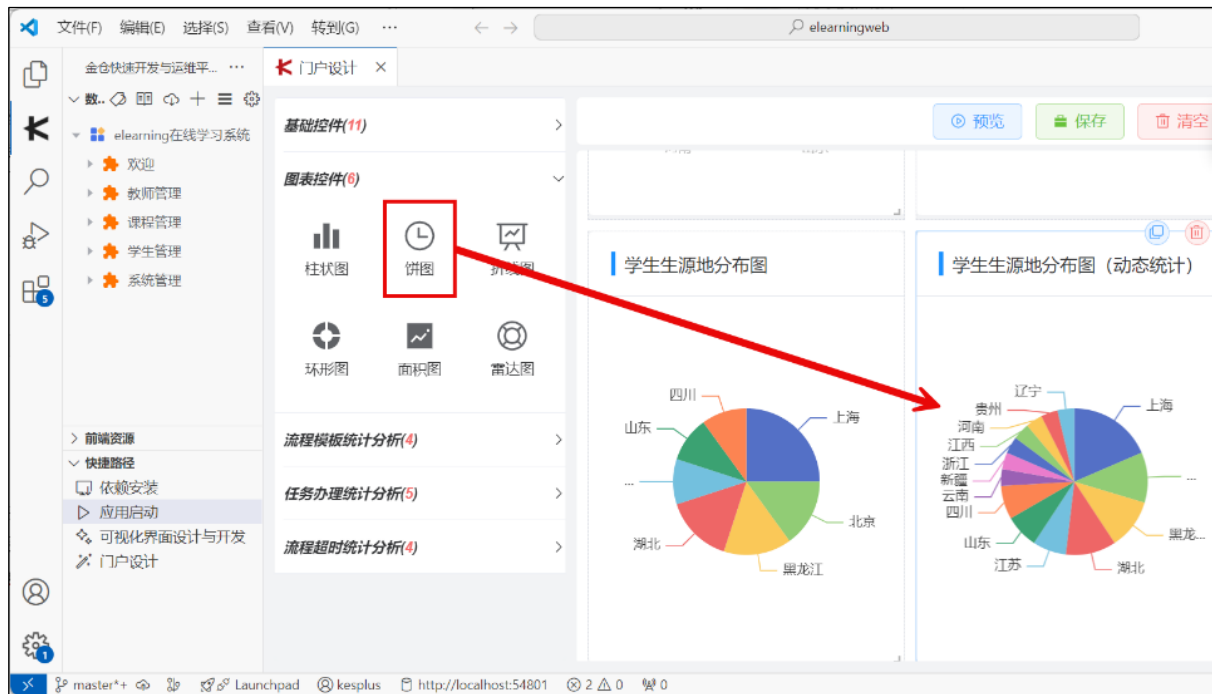 文件(F) 编辑(E) 选择(S) 查看(V) 转到(G) ··· elearningweb
金仓快速开发与运维平... ···
门户设计
数..
elearning在线学习系统
欢迎
教师管理
课程管理
学生管理
系统管理
前端资源
快捷路径
依赖安装
应用启动
可视化界面设计与开发
门户设计
5
1
基础控件(11)
图表控件(6)
柱状图 饼图 折线图
环形图 面积图 雷达图
流程模板统计分析(4)
任务办理统计分析(5)
流程超时统计分析(4)
预览 保存 清空
学生生源地分布图
四川
上海
山东
...
北京
湖北
黑龙江
学生生源地分布图（动态统计）
辽宁
贵州
上海
河南
江西
浙江
新疆
...
云南
四川
黑龙...
山东
江苏
湖北
master*+ Launchpad kesplus http://localhost:54801 2 0 0